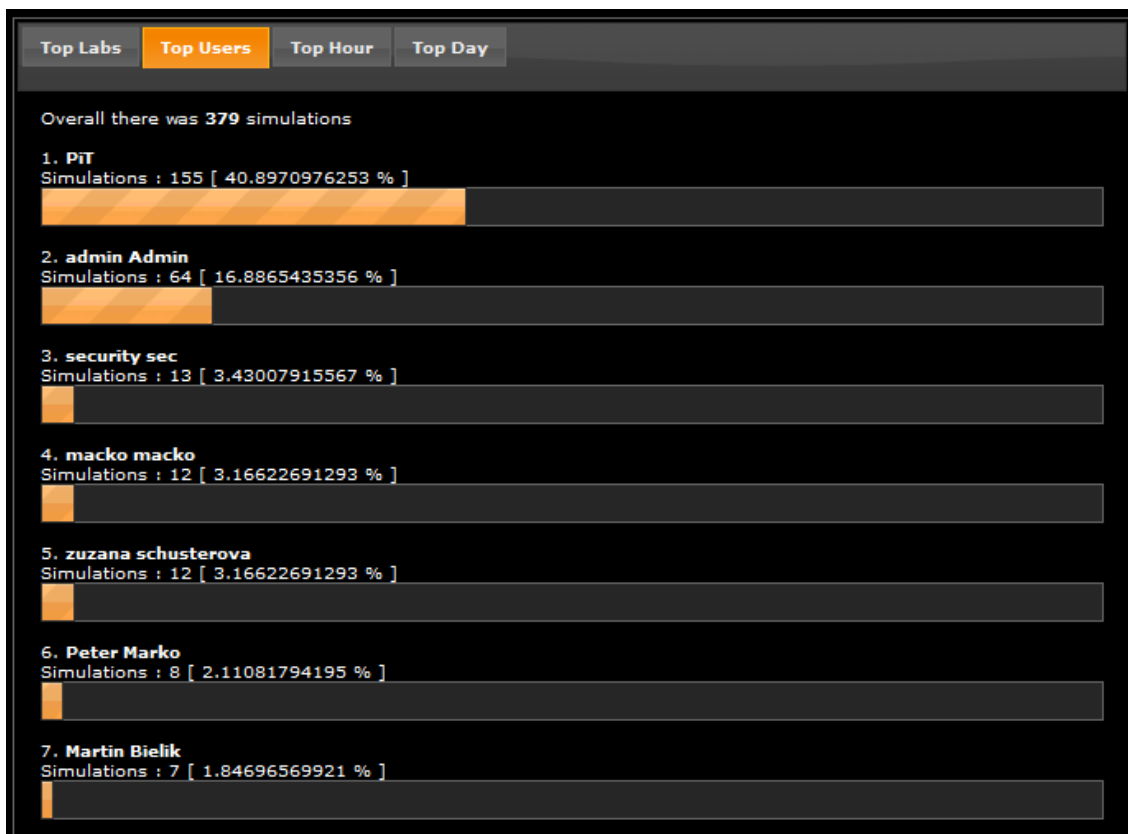 Top Labs Top Users Top Hour Top Day
Overall there was 379 simulations
1. PiT
Simulations : 155 [ 40.8970976253 % ]
2. admin Admin
Simulations : 64 [ 16.8865435356 % ]
3. security sec
Simulations : 13 [ 3.43007915567 % ]
4. macko macko
Simulations : 12 [ 3.16622691293 % ]
5. zuzana schusterova
Simulations : 12 [ 3.16622691293 % ]
6. Peter Marko
Simulations : 8 [ 2.11081794195 % ]
7. Martin Bielik
Simulations : 7 [ 1.84696569921 % ]